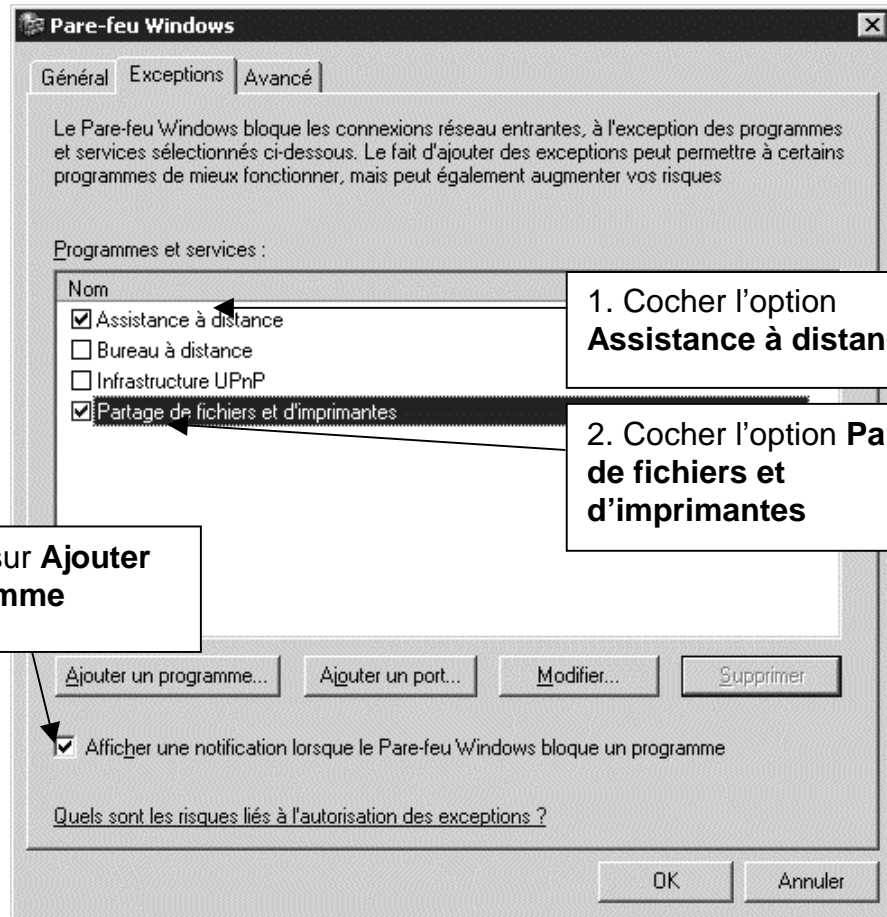 Pare-feu Windows
Général Exceptions Avancé
Le Pare-feu Windows bloque les connexions réseau entrantes, à l'exception des programmes
et services sélectionnés ci-dessous. Le fait d'ajouter des exceptions peut permettre à certains
programmes de mieux fonctionner, mais peut également augmenter vos risques
Programmes et services :
Nom
Assistance à distance
Bureau à distance
Infrastructure UPnP
Partage de fichiers et d'imprimantes
1. Cocher l’option
Assistance à distan
2. Cocher l’option Pa
de fichiers et
d’imprimantes
sur Ajouter
mme
Ajouter un programme... Ajouter un port... Modifier... Supprimer
Afficher une notification lorsque le Pare-feu Windows bloque un programme
Quels sont les risques liés à l'autorisation des exceptions ?
OK Annuler